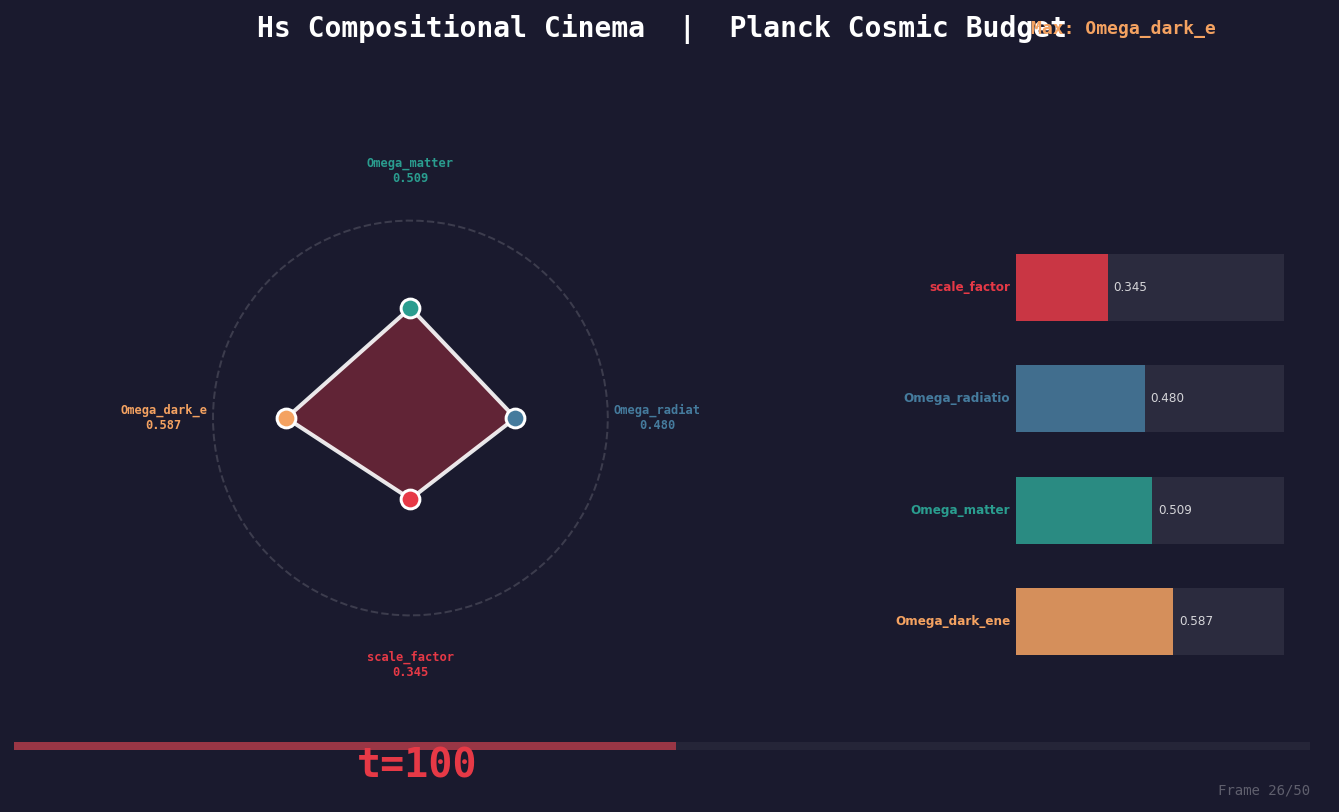 Hs Compositional Cinema | Planck Cosmic Budget
Max: Omega_dark_e
Omega_matter
0.509
Omega_dark_e
0.587
Omega_radiat
0.480
scale_factor
0.345
scale_factor
0.345
Omega_radiatio
0.480
Omega_matter
0.509
Omega_dark_ene
0.587
t=100
Frame 26/50